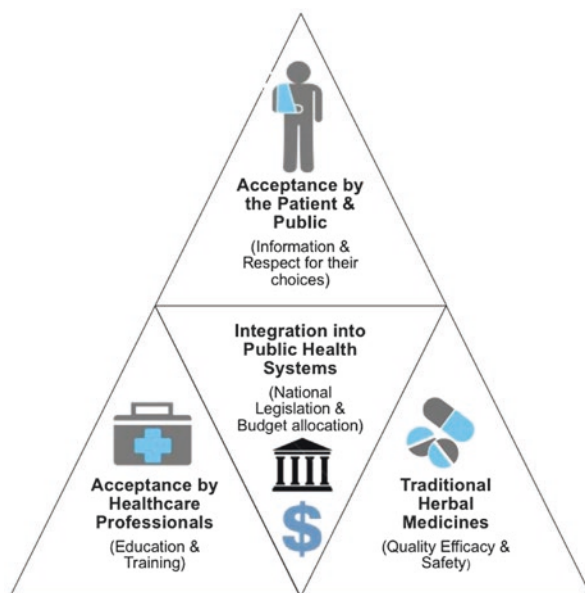 Acceptance by
the Patient &
Public
(Information &
Respect for their
choices)
Integration into
Public Health
Systems
(National
Legislation &
Budget allocation)
$
Acceptance by
Healthcare
Professionals
(Education &
Training)
Traditional
Herbal
Medicines
(Quality Efficacy &
Safety)